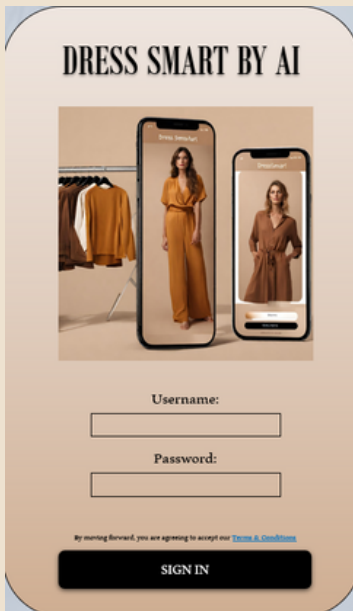 DRESS SMART BY AI
Username:
Password:
By moving forward, you are agreeing to accept our Terms & Conditions
SIGN IN